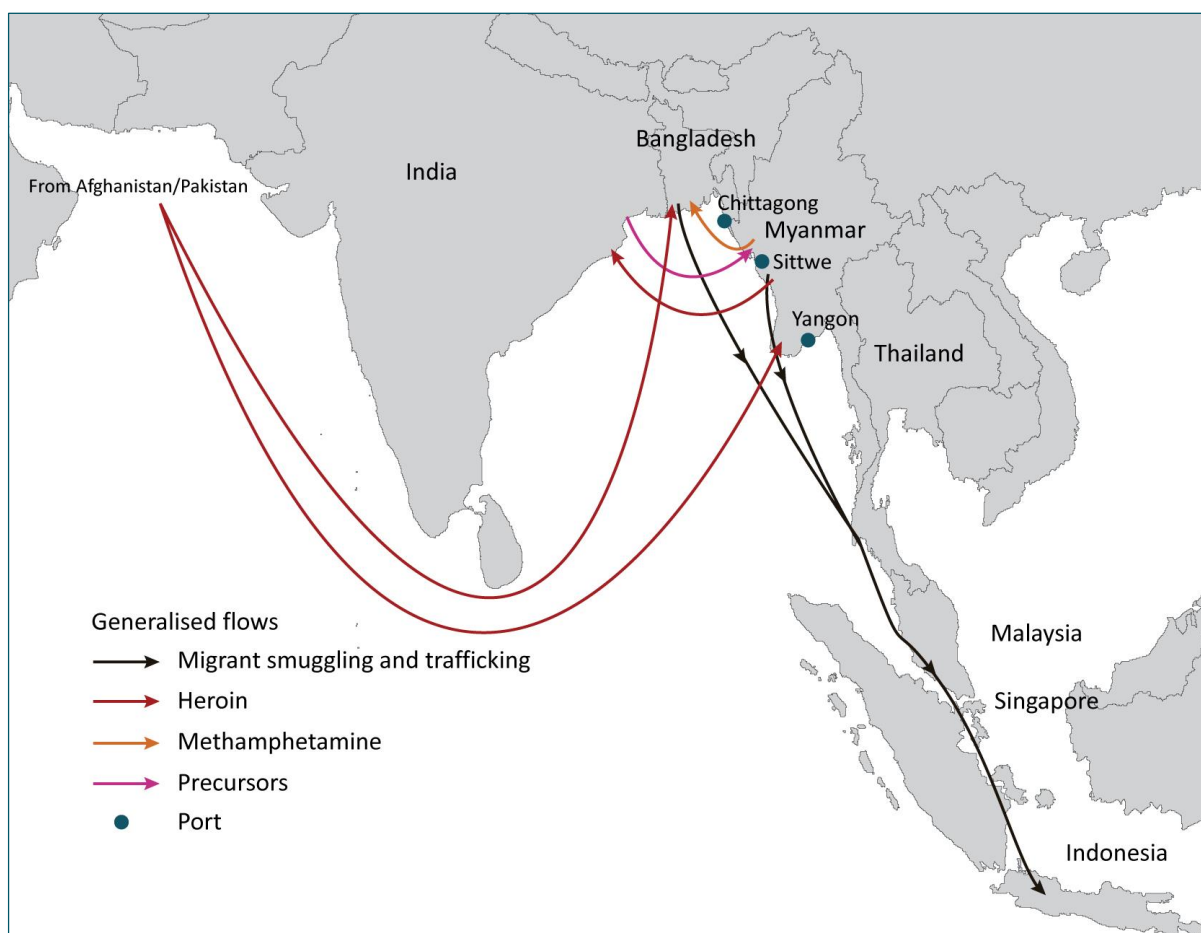 Bangladesh
India
From Afghanistan/Pakistan
Chittagong
Myanmar
Sittwe
Yangon
Thailand
Generalised flows
Migrant smuggling and trafficking
Heroin
Methamphetamine
Precursors
Port
Malaysia
Singapore
Indonesia